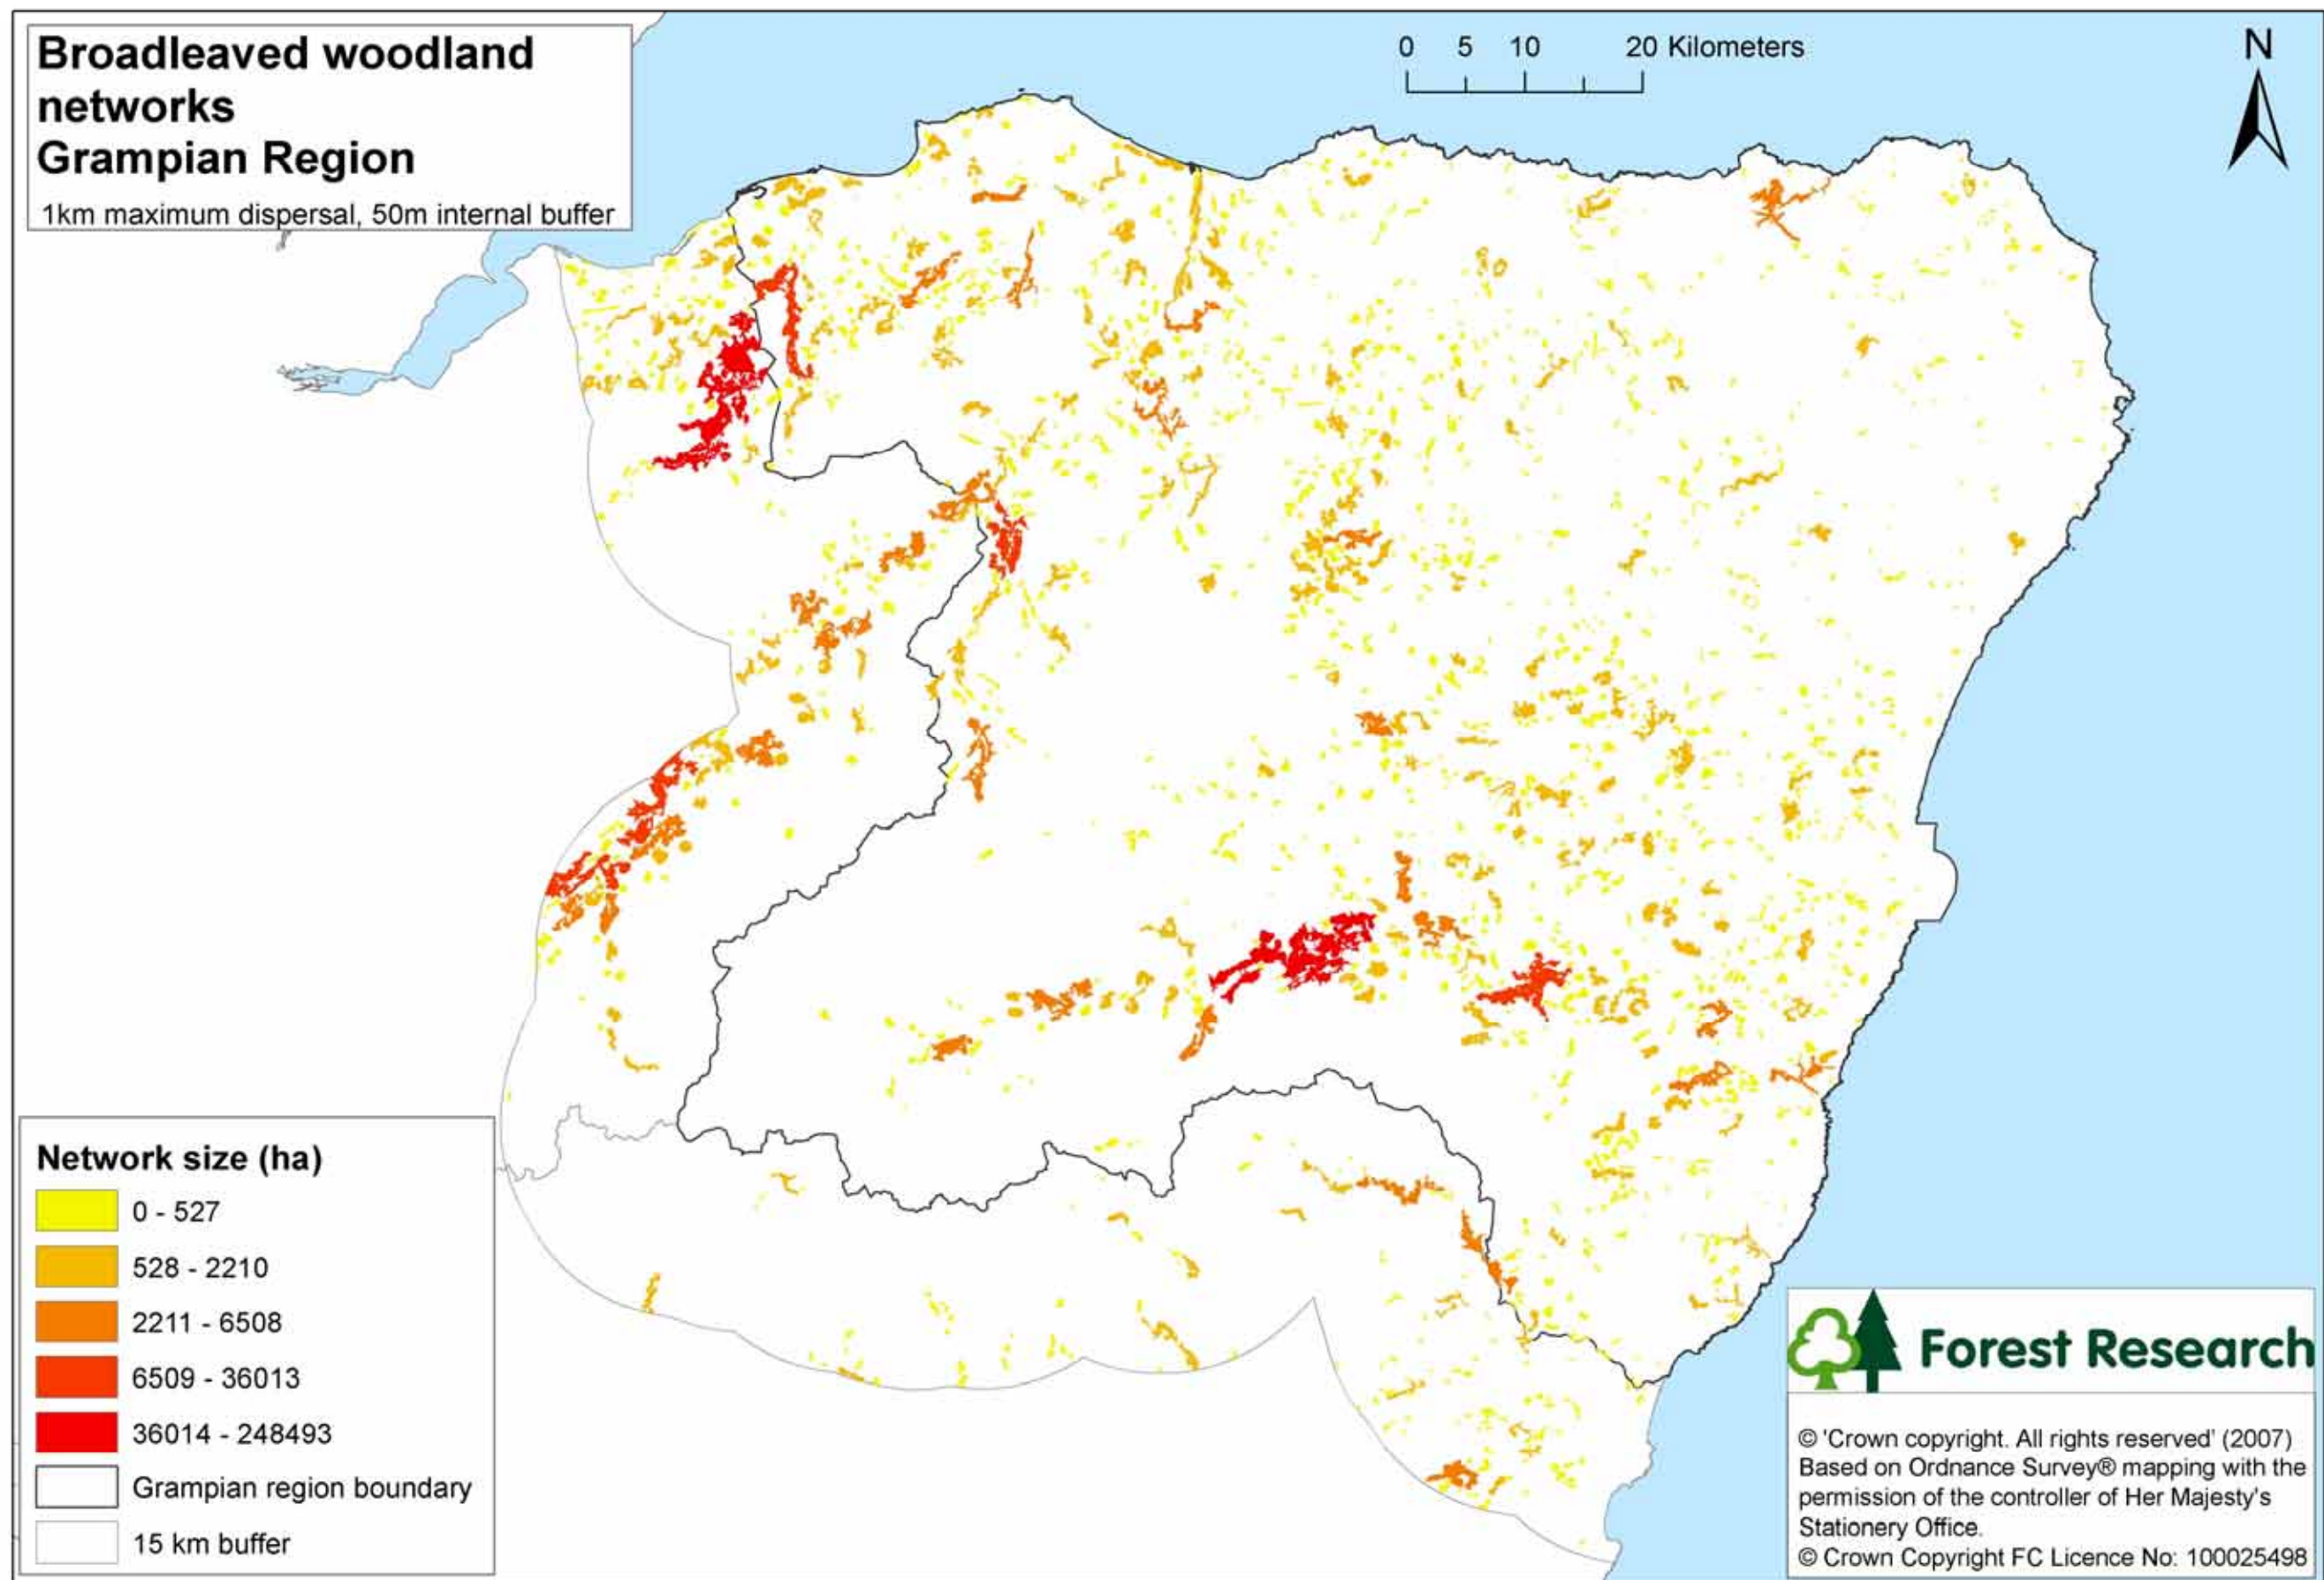 Broadleaved woodland
networks
Grampian Region
1km maximum dispersal, 50m internal buffer
0 5 10 20 Kilometers
N
Network size (ha)
0 - 527
528 - 2210
2211 - 6508
6509 - 36013
36014 - 248493
Grampian region boundary
15 km buffer
Forest Research
© 'Crown copyright. All rights reserved' (2007)
Based on Ordnance Survey® mapping with the
permission of the controller of Her Majesty's
Stationery Office.
© Crown Copyright FC Licence No: 100025498